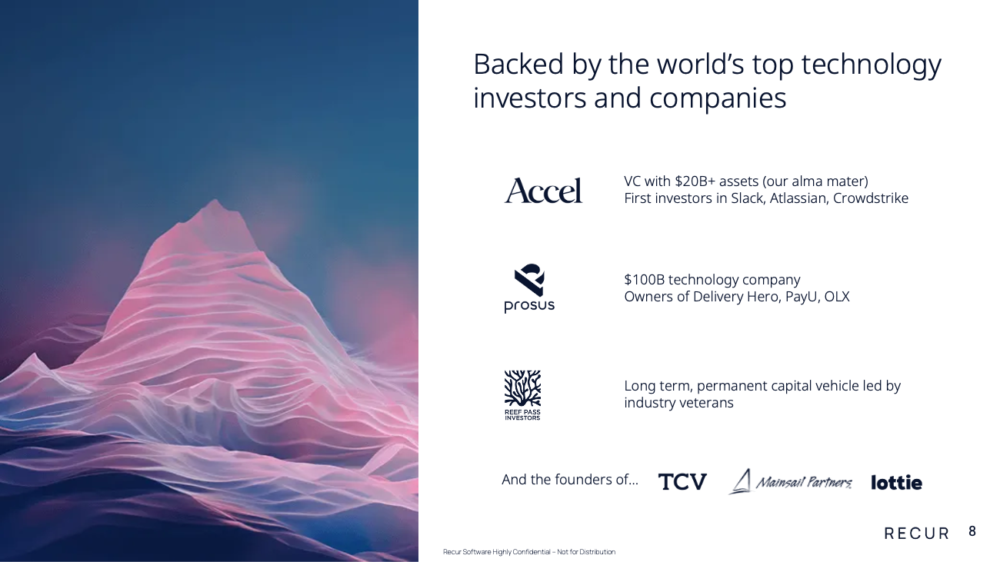 Backed by the world’s top technology
investors and companies
Accel
VC with $20B+ assets (our alma mater)
First investors in Slack, Atlassian, Crowdstrike
prosus
$100B technology company
Owners of Delivery Hero, PayU, OLX
REEF PASS
INVESTORS
Long term, permanent capital vehicle led by
industry veterans
And the founders of… TCV Mainsail Partners lottie
RECUR 8
Recur Software Highly Confidential – Not for Distribution